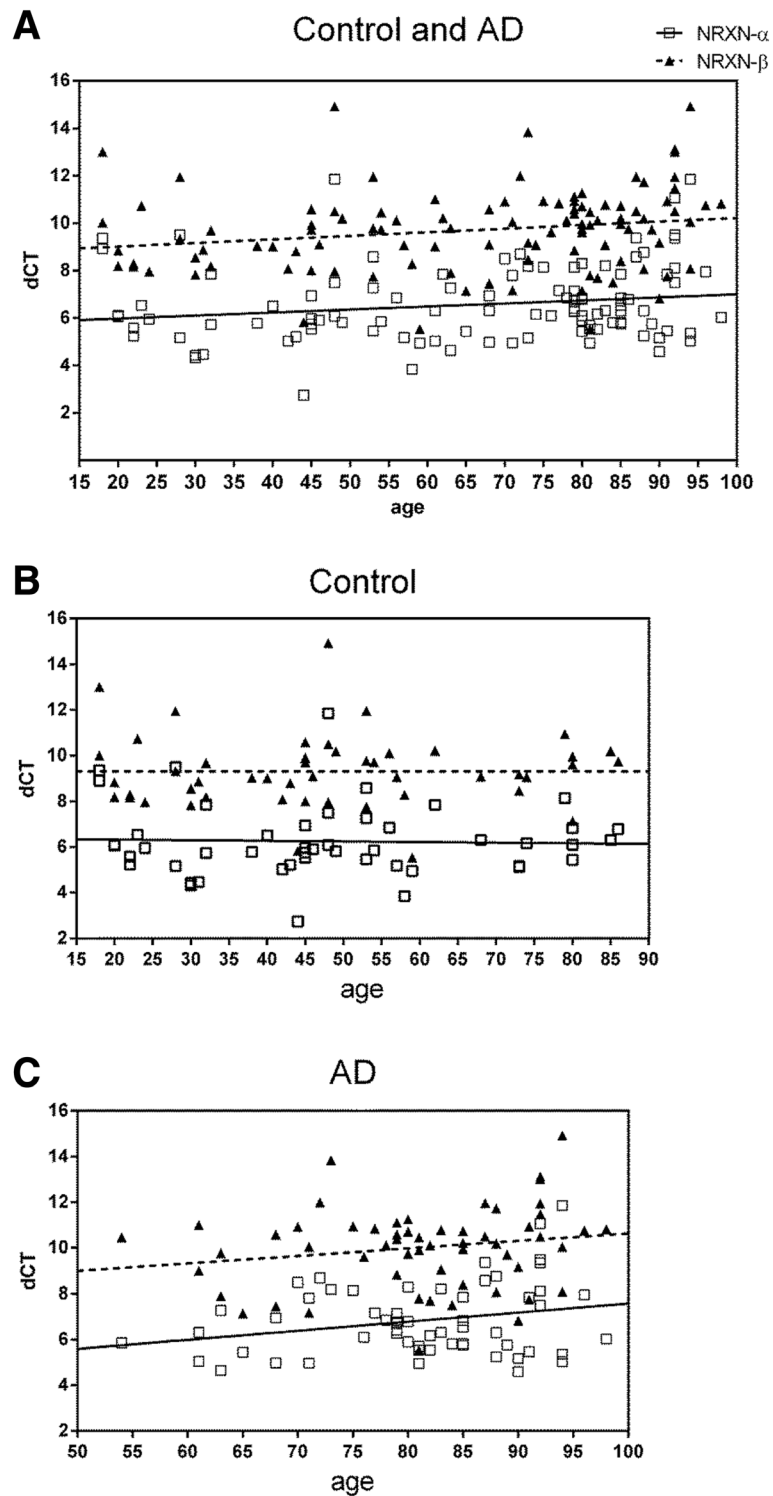 A
Control and AD
NRXN-α
NRXN-β
16
14
12
10
8
6
4
2
dCT
15 20 25 30 35 40 45 50 55 60 65 70 75 80 85 90 95 100
age
B
Control
16
14
12
10
8
6
4
2
dCT
15 20 25 30 35 40 45 50 55 60 65 70 75 80 85 90
age
C
AD
16
14
12
10
8
6
4
2
dCT
50 55 60 65 70 75 80 85 90 95 100
age